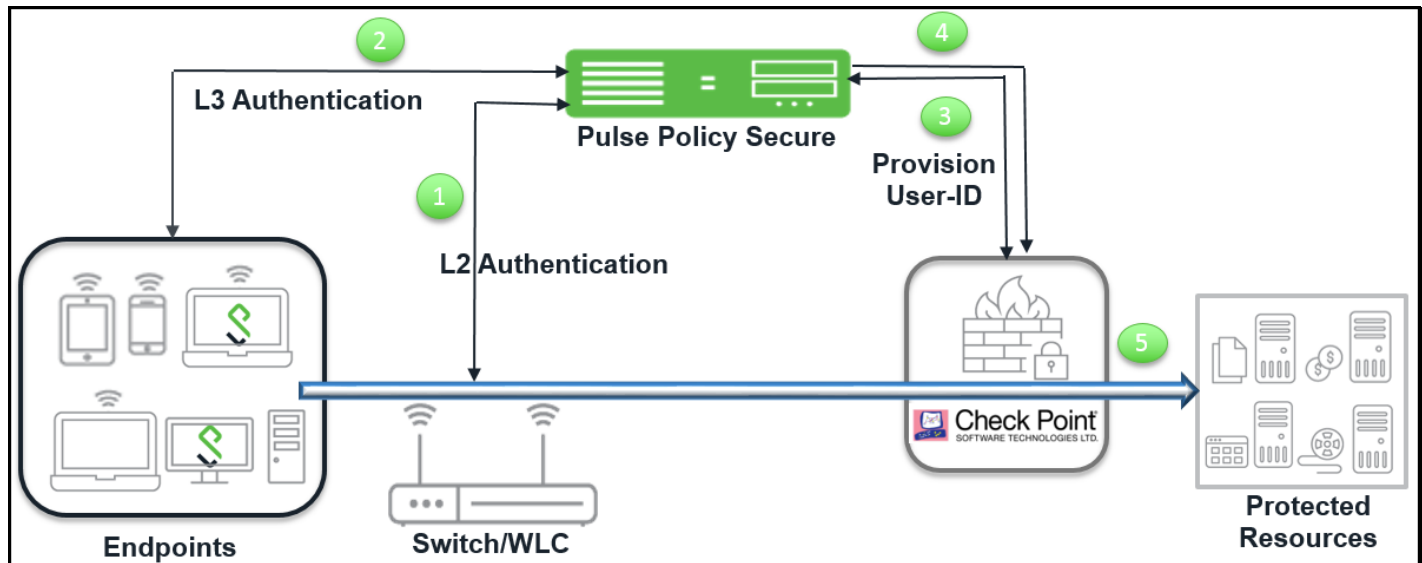 2
4
L3 Authentication
Pulse Policy Secure
3
Provision
User-ID
1
L2 Authentication
5
Check Point
SOFTWARE TECHNOLOGIES LTD.
Endpoints
Switch/WLC
Protected
Resources